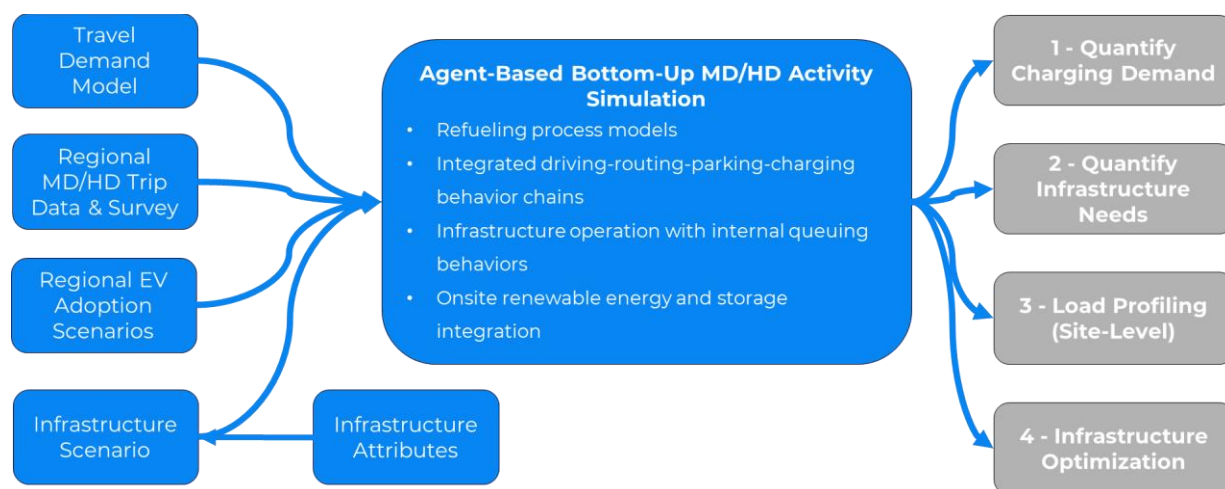 Travel
Demand
Model
Regional
MD/HD Trip
Data & Survey
Regional EV
Adoption
Scenarios
Infrastructure
Scenario
Infrastructure
Attributes
Agent-Based Bottom-Up MD/HD Activity
Simulation
• Refueling process models
• Integrated driving-routing-parking-charging
behavior chains
• Infrastructure operation with internal queuing
behaviors
• Onsite renewable energy and storage
integration
1 - Quantify
Charging Demand
2 - Quantify
Infrastructure
Needs
3 - Load Profiling
(Site-Level)
4 - Infrastructure
Optimization